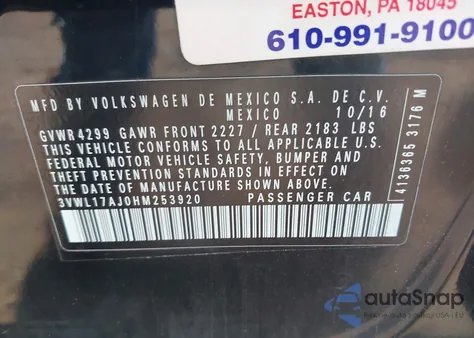 EASTON, PA 18045
610-991-9100
MFD BY VOLKSWAGEN DE MEXICO S.A. DE C.V.
MEXICO 10/16
GVWR 4299 GAWR FRONT 2227 / REAR 2183 LBS
THIS VEHICLE CONFORMS TO ALL APPLICABLE U.S.
FEDERAL MOTOR VEHICLE SAFETY, BUMPER AND
THEFT PREVENTION STANDARDS IN EFFECT ON
THE DATE OF MANUFACTURE SHOWN ABOVE
3VWL17AJ0HM253920 PASSENGER CAR
4136365 3176 M
autoSnap